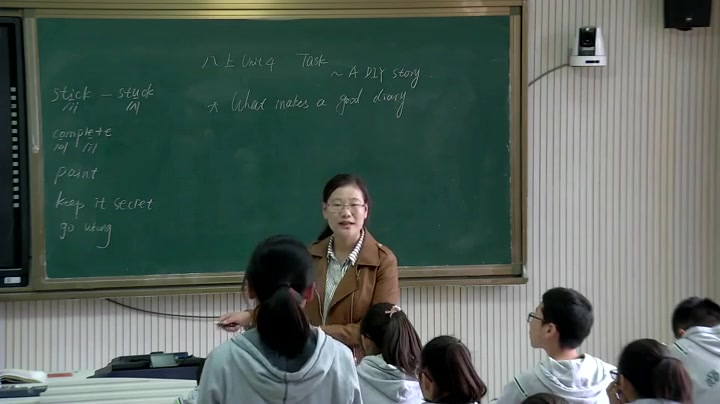 八上 Unit 4 Task
~ A DIY story.
* What makes a good diary
stick - stuck
/ɪ/ /ʌ/
complete
/ə/ /iː/
paint
keep it secret
go wrong